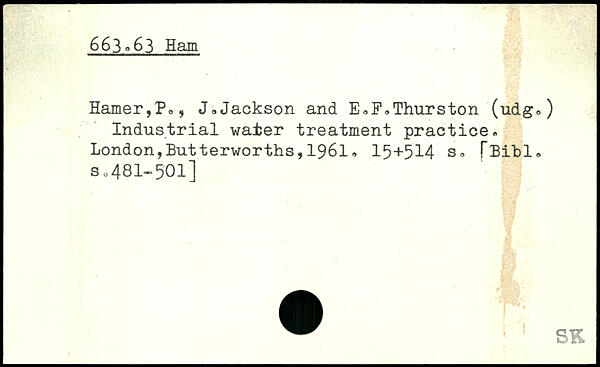 663.63 Ham
Hamer,P., J.Jackson and E.F.Thurston (udg.)
Industrial water treatment practice.
London,Butterworths,1961. 15+514 s. [Bibl.
s.481-501]
SK